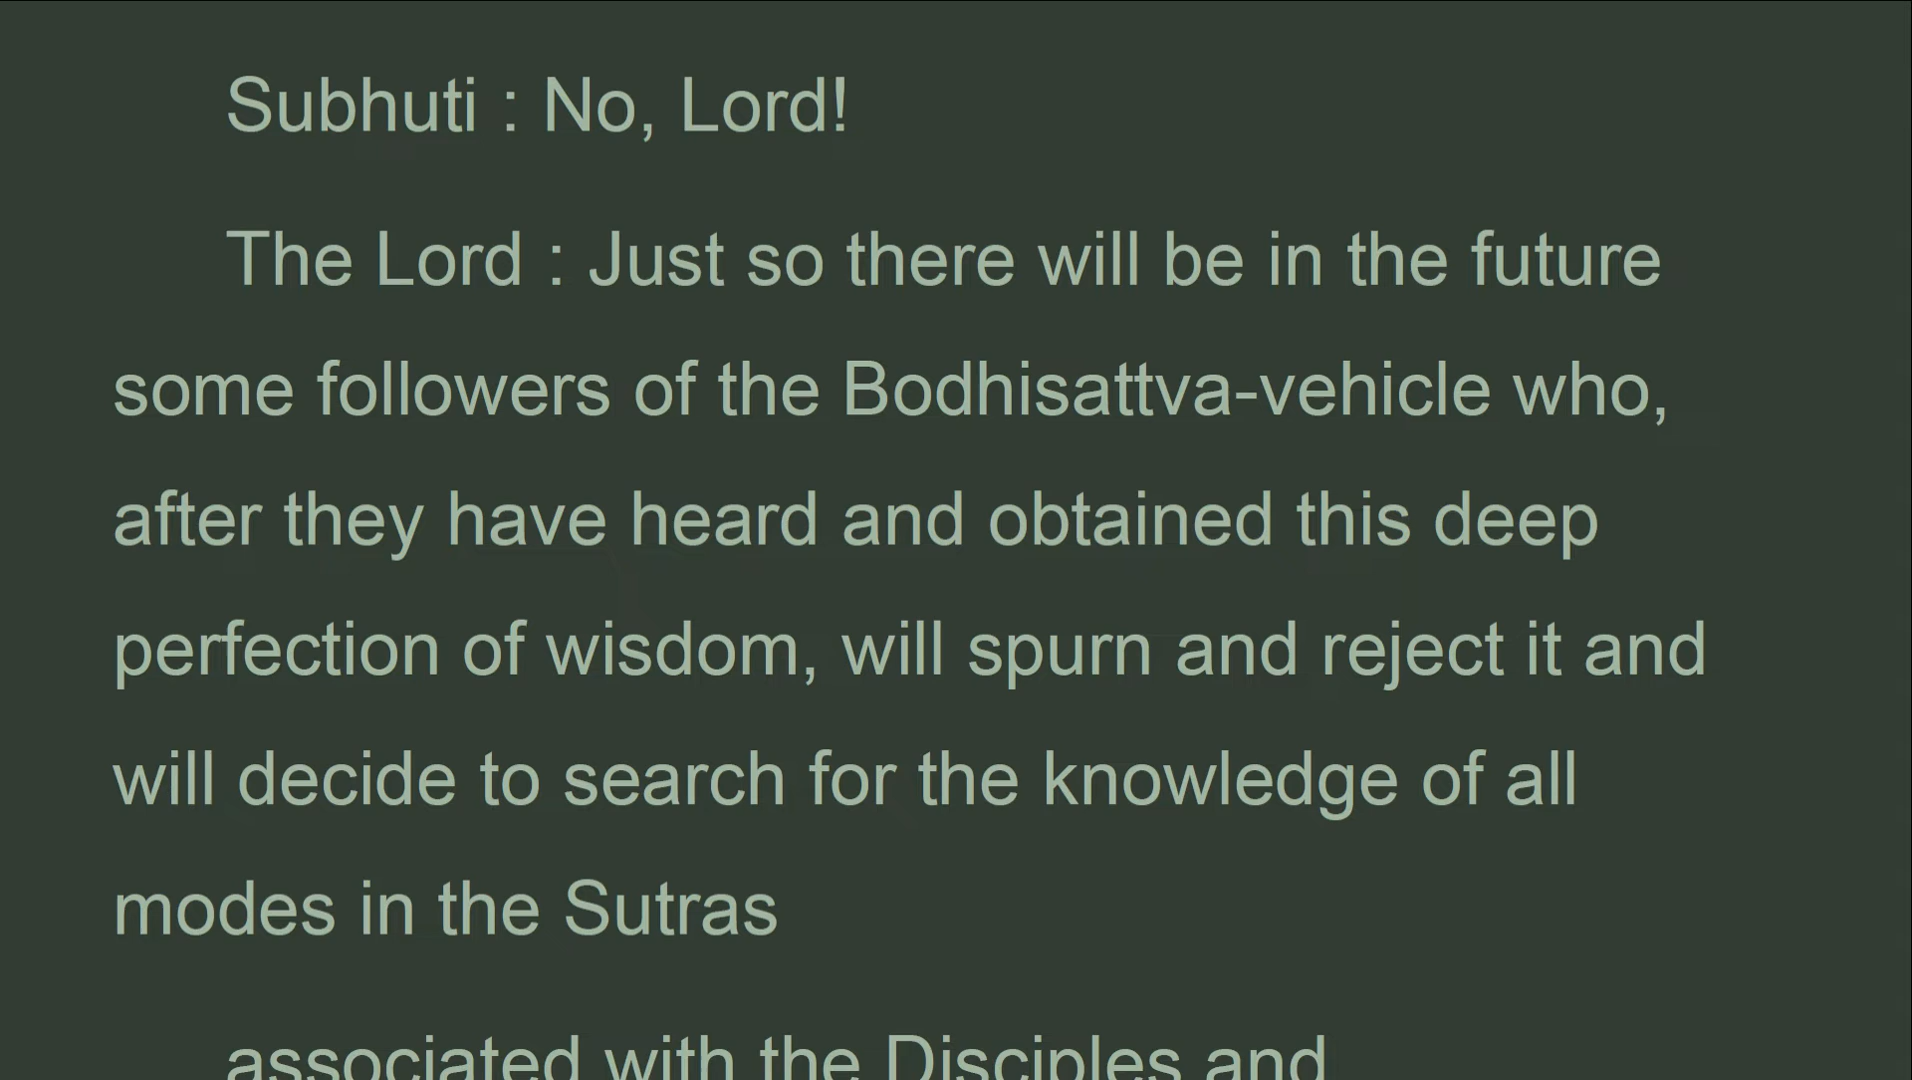 Subhuti : No, Lord!
The Lord : Just so there will be in the future
some followers of the Bodhisattva-vehicle who,
after they have heard and obtained this deep
perfection of wisdom, will spurn and reject it and
will decide to search for the knowledge of all
modes in the Sutras
associated with the Disciples and